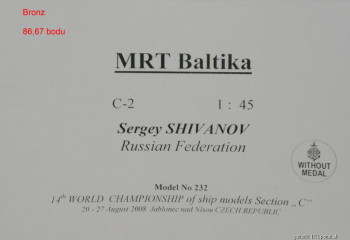 Bronz
86,67 bodu
MRT Baltika
C-2 1 : 45
Sergey SHIVANOV
Russian Federation
WITHOUT
MEDAL
Model No 232
14th WORLD CHAMPIONSHIP of ship models Section „C"
20 - 27 August 2008 Jablonec nad Nisou CZECH REPUBLIC